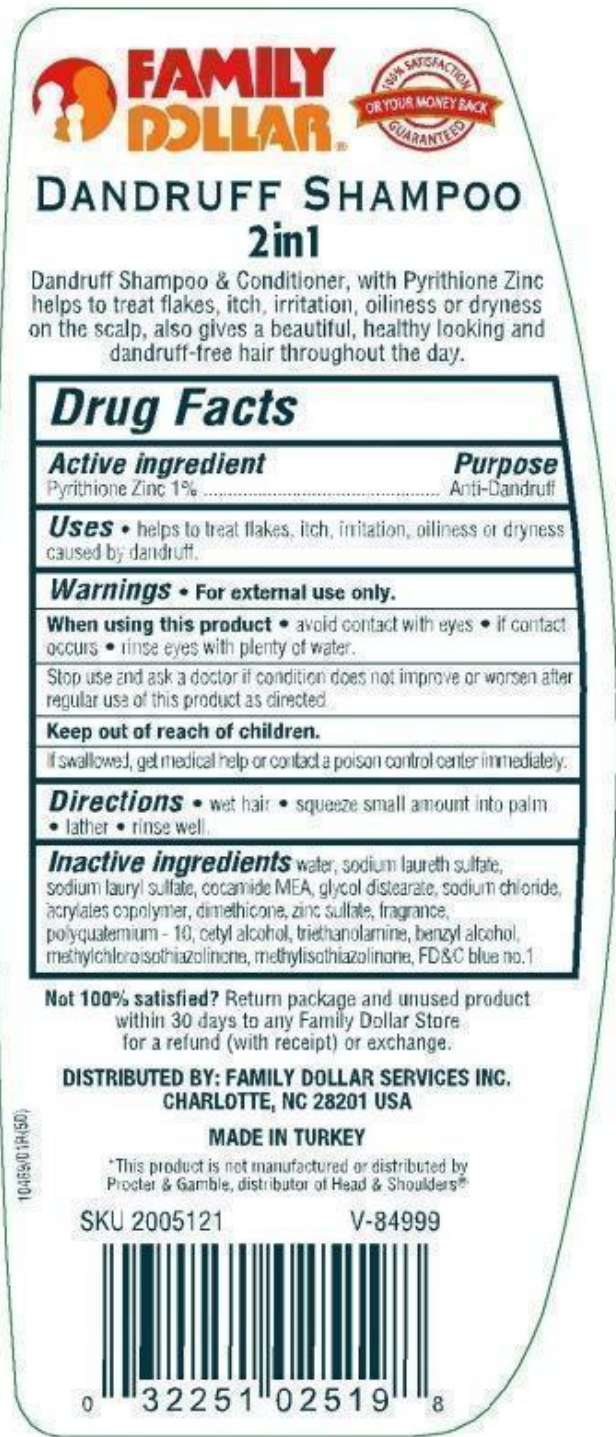 FAMILY
DOLLAR®
100% SATISFACTION
OR YOUR MONEY BACK
GUARANTEED
DANDRUFF SHAMPOO
2in1
Dandruff Shampoo & Conditioner, with Pyrithione Zinc
helps to treat flakes, itch, irritation, oiliness or dryness
on the scalp, also gives a beautiful, healthy looking and
dandruff-free hair throughout the day.
Drug Facts
Active ingredient Purpose
Pyrithione Zinc 1% ........................................ Anti-Dandruff
Uses • helps to treat flakes, itch, irritation, oiliness or dryness
caused by dandruff.
Warnings • For external use only.
When using this product • avoid contact with eyes • if contact
occurs • rinse eyes with plenty of water.
Stop use and ask a doctor if condition does not improve or worsen after
regular use of this product as directed
Keep out of reach of children.
If swallowed, get medical help or contact a poison control center immediately.
Directions • wet hair • squeeze small amount into palm
• lather • rinse well.
Inactive ingredients water, sodium laureth sulfate,
sodium lauryl sulfate, cocamide MEA, glycol distearate, sodium chloride,
acrylates copolymer, dimethicone, zinc sulfate, fragrance,
polyquaternium - 10, cetyl alcohol, triethanolamine, benzyl alcohol,
methylchloroisothiazolinone, methylisothiazolinone, FD&C blue no.1
Not 100% satisfied? Return package and unused product
within 30 days to any Family Dollar Store
for a refund (with receipt) or exchange.
DISTRIBUTED BY: FAMILY DOLLAR SERVICES INC.
CHARLOTTE, NC 28201 USA
MADE IN TURKEY
*This product is not manufactured or distributed by
Procter & Gamble, distributor of Head & Shoulders®
10469/01R(50)
SKU 2005121 V-84999
0 32251 02519 8